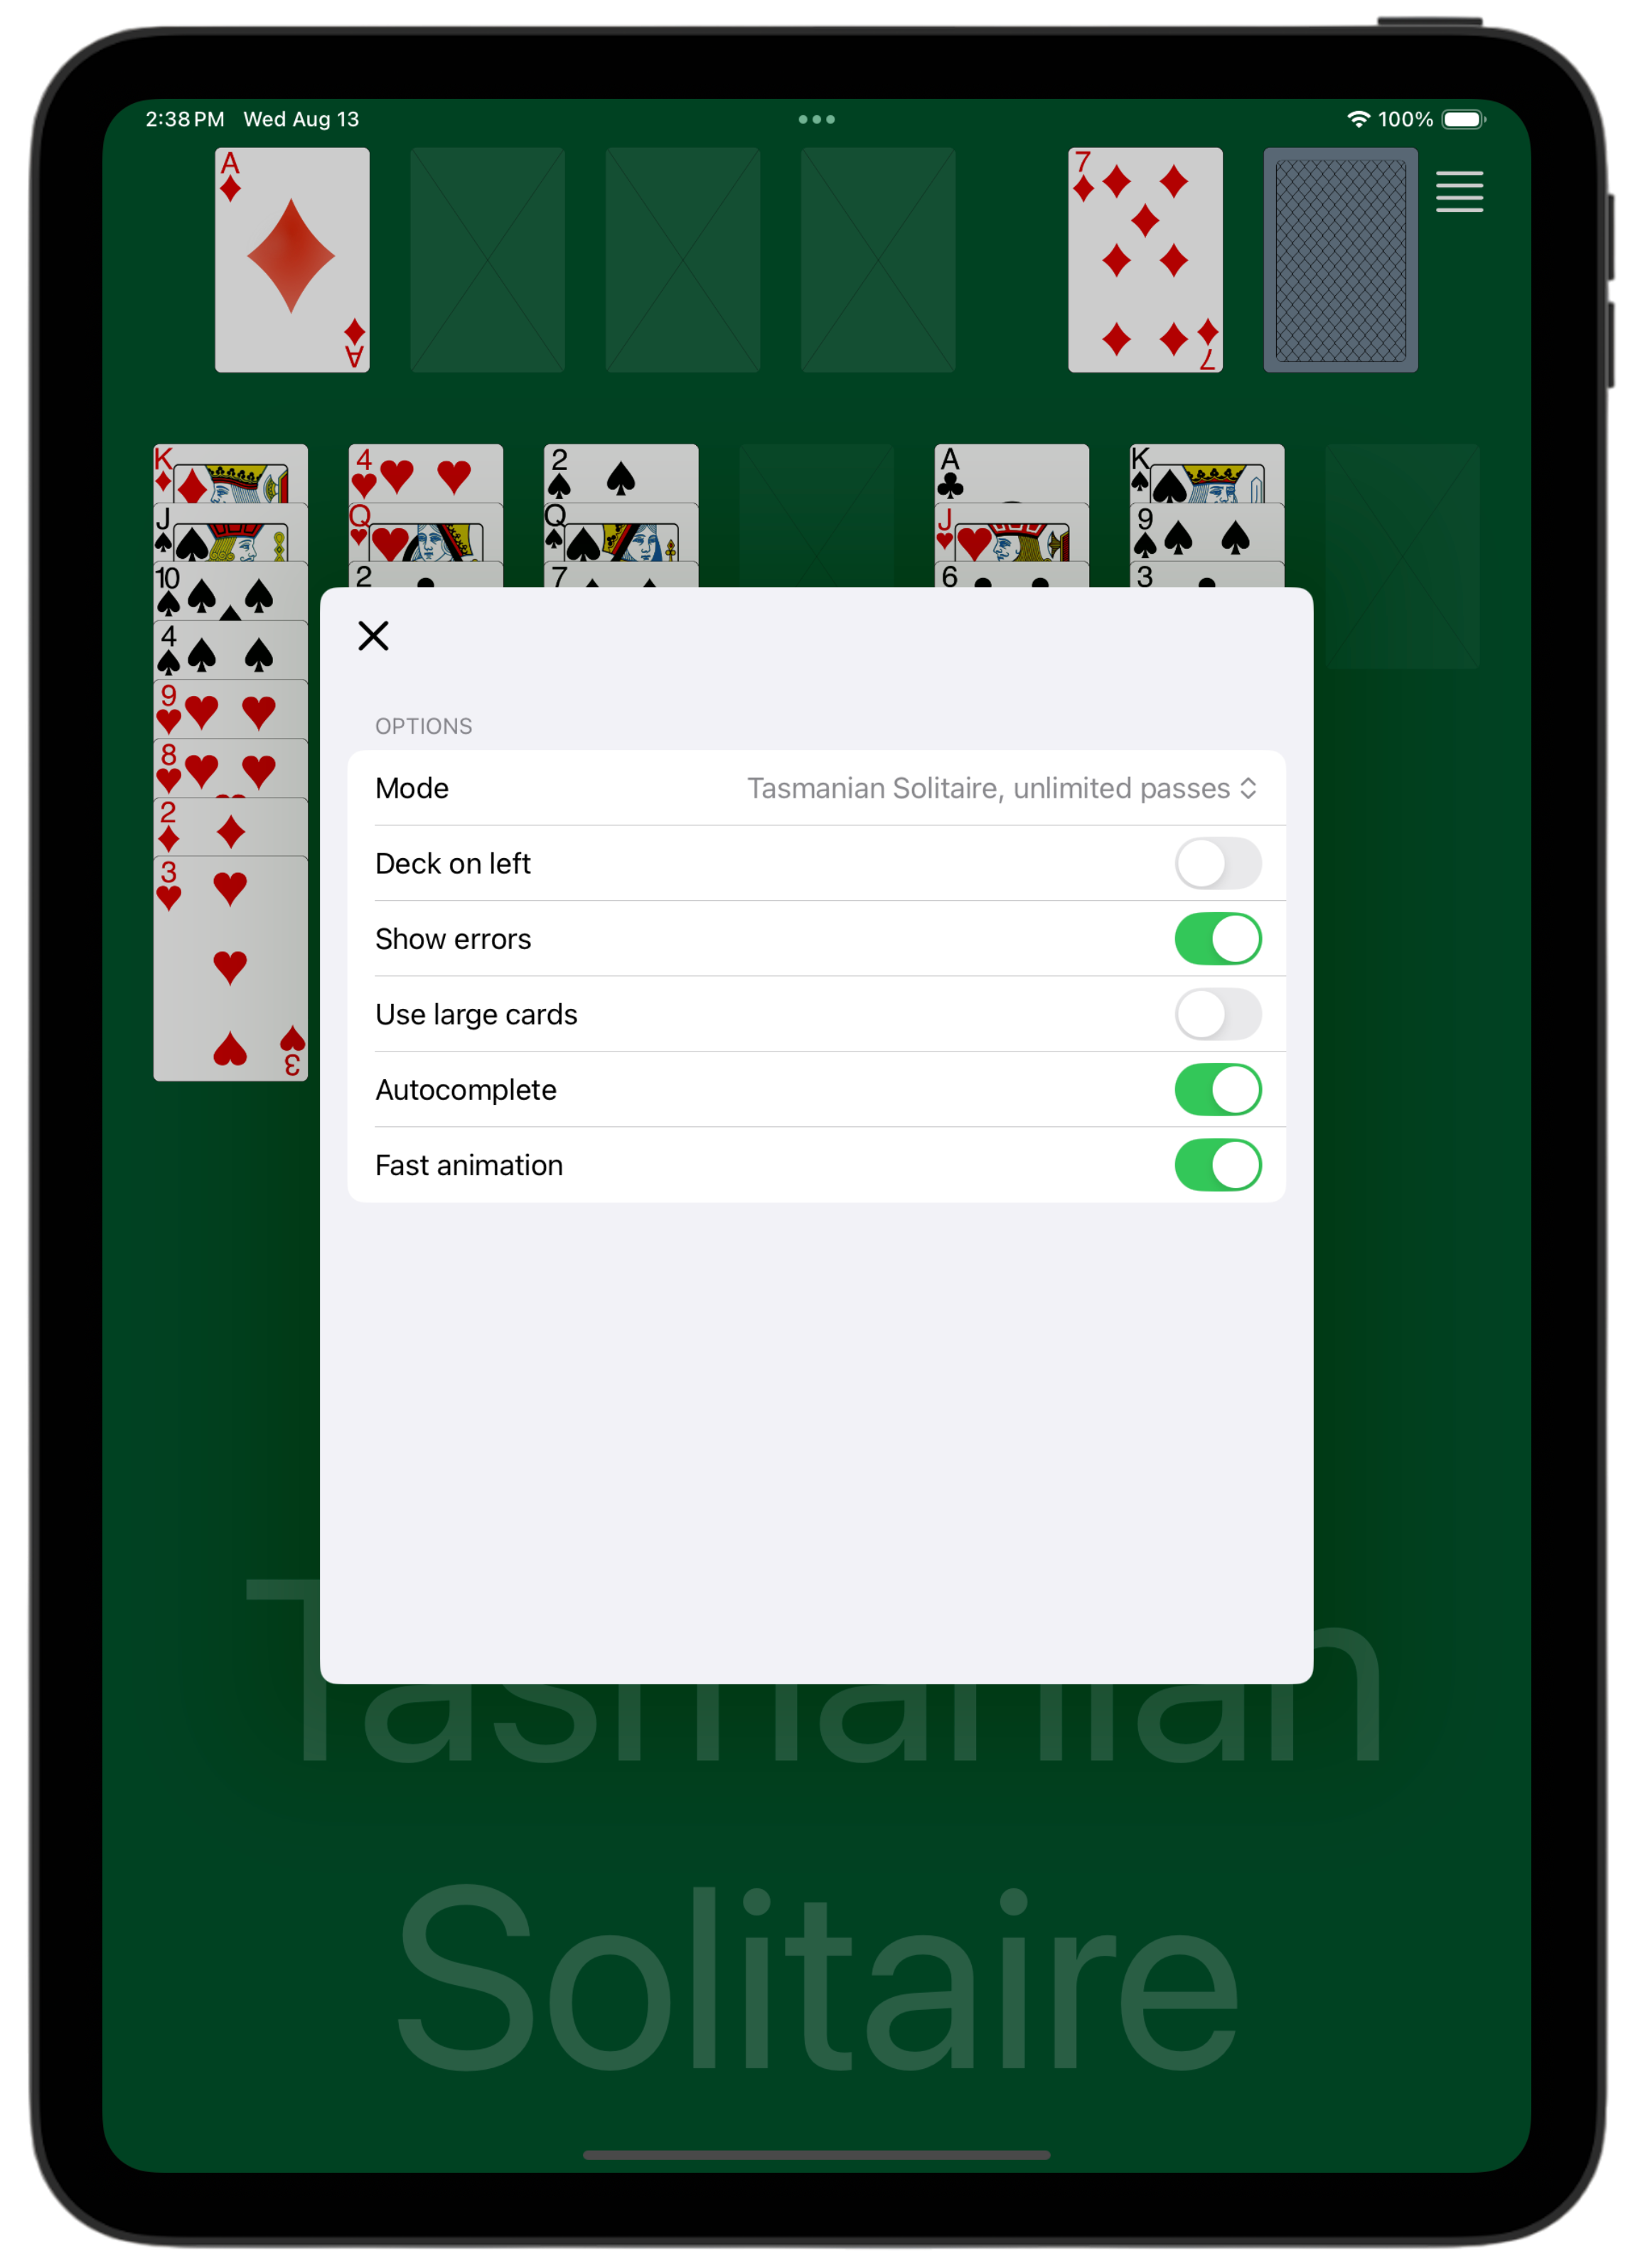 2:38 PM Wed Aug 13 100%
A 7
A 7
K 4 2 A K
J Q Q J 9
10 2 7 6 3
4
9
8
2
3
3
OPTIONS
Mode Tasmanian Solitaire, unlimited passes
Deck on left
Show errors
Use large cards
Autocomplete
Fast animation
Tasmanian
Solitaire